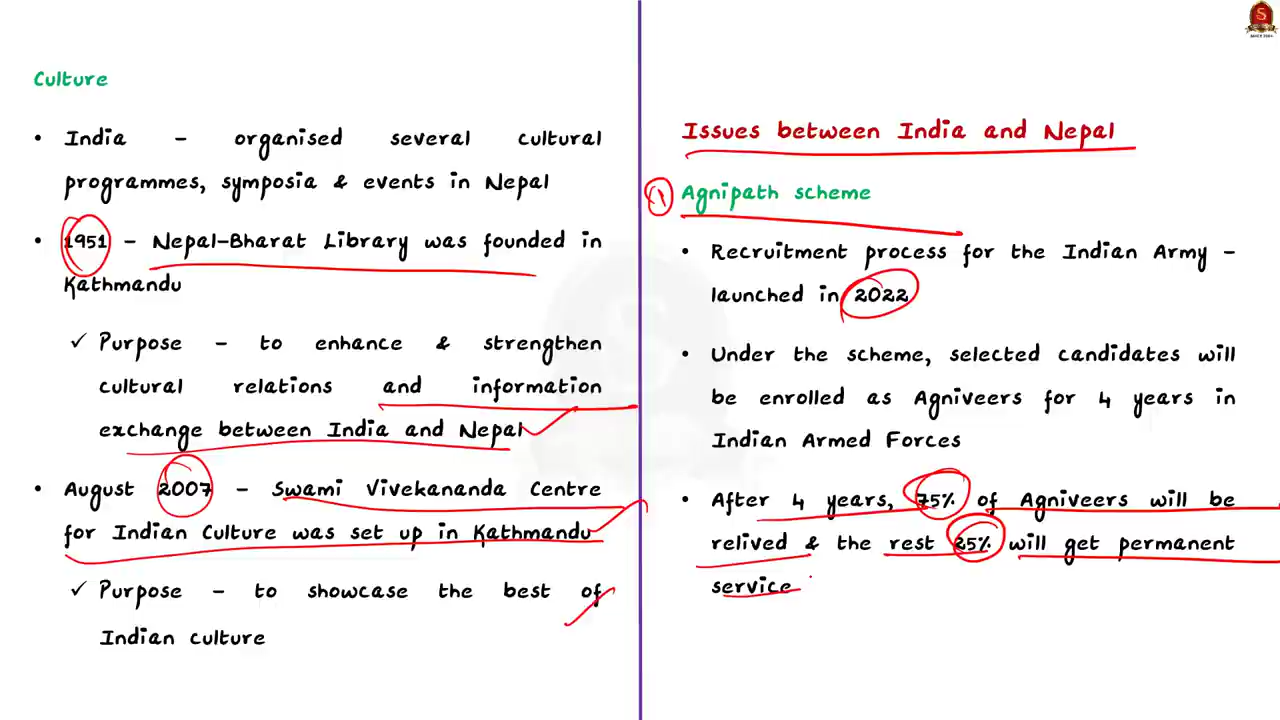 Culture
• India – organised several cultural
programmes, symposia & events in Nepal
• 1951 – Nepal-Bharat Library was founded in
Kathmandu
✓ Purpose – to enhance & strengthen
cultural relations and information
exchange between India and Nepal
• August 2007 – Swami Vivekananda Centre
for Indian Culture was set up in Kathmandu
✓ Purpose – to showcase the best of
Indian culture
Issues between India and Nepal
1 Agnipath scheme
• Recruitment process for the Indian Army –
launched in 2022
• Under the scheme, selected candidates will
be enrolled as Agniveers for 4 years in
Indian Armed Forces
• After 4 years, 75% of Agniveers will be
relived & the rest 25% will get permanent
service